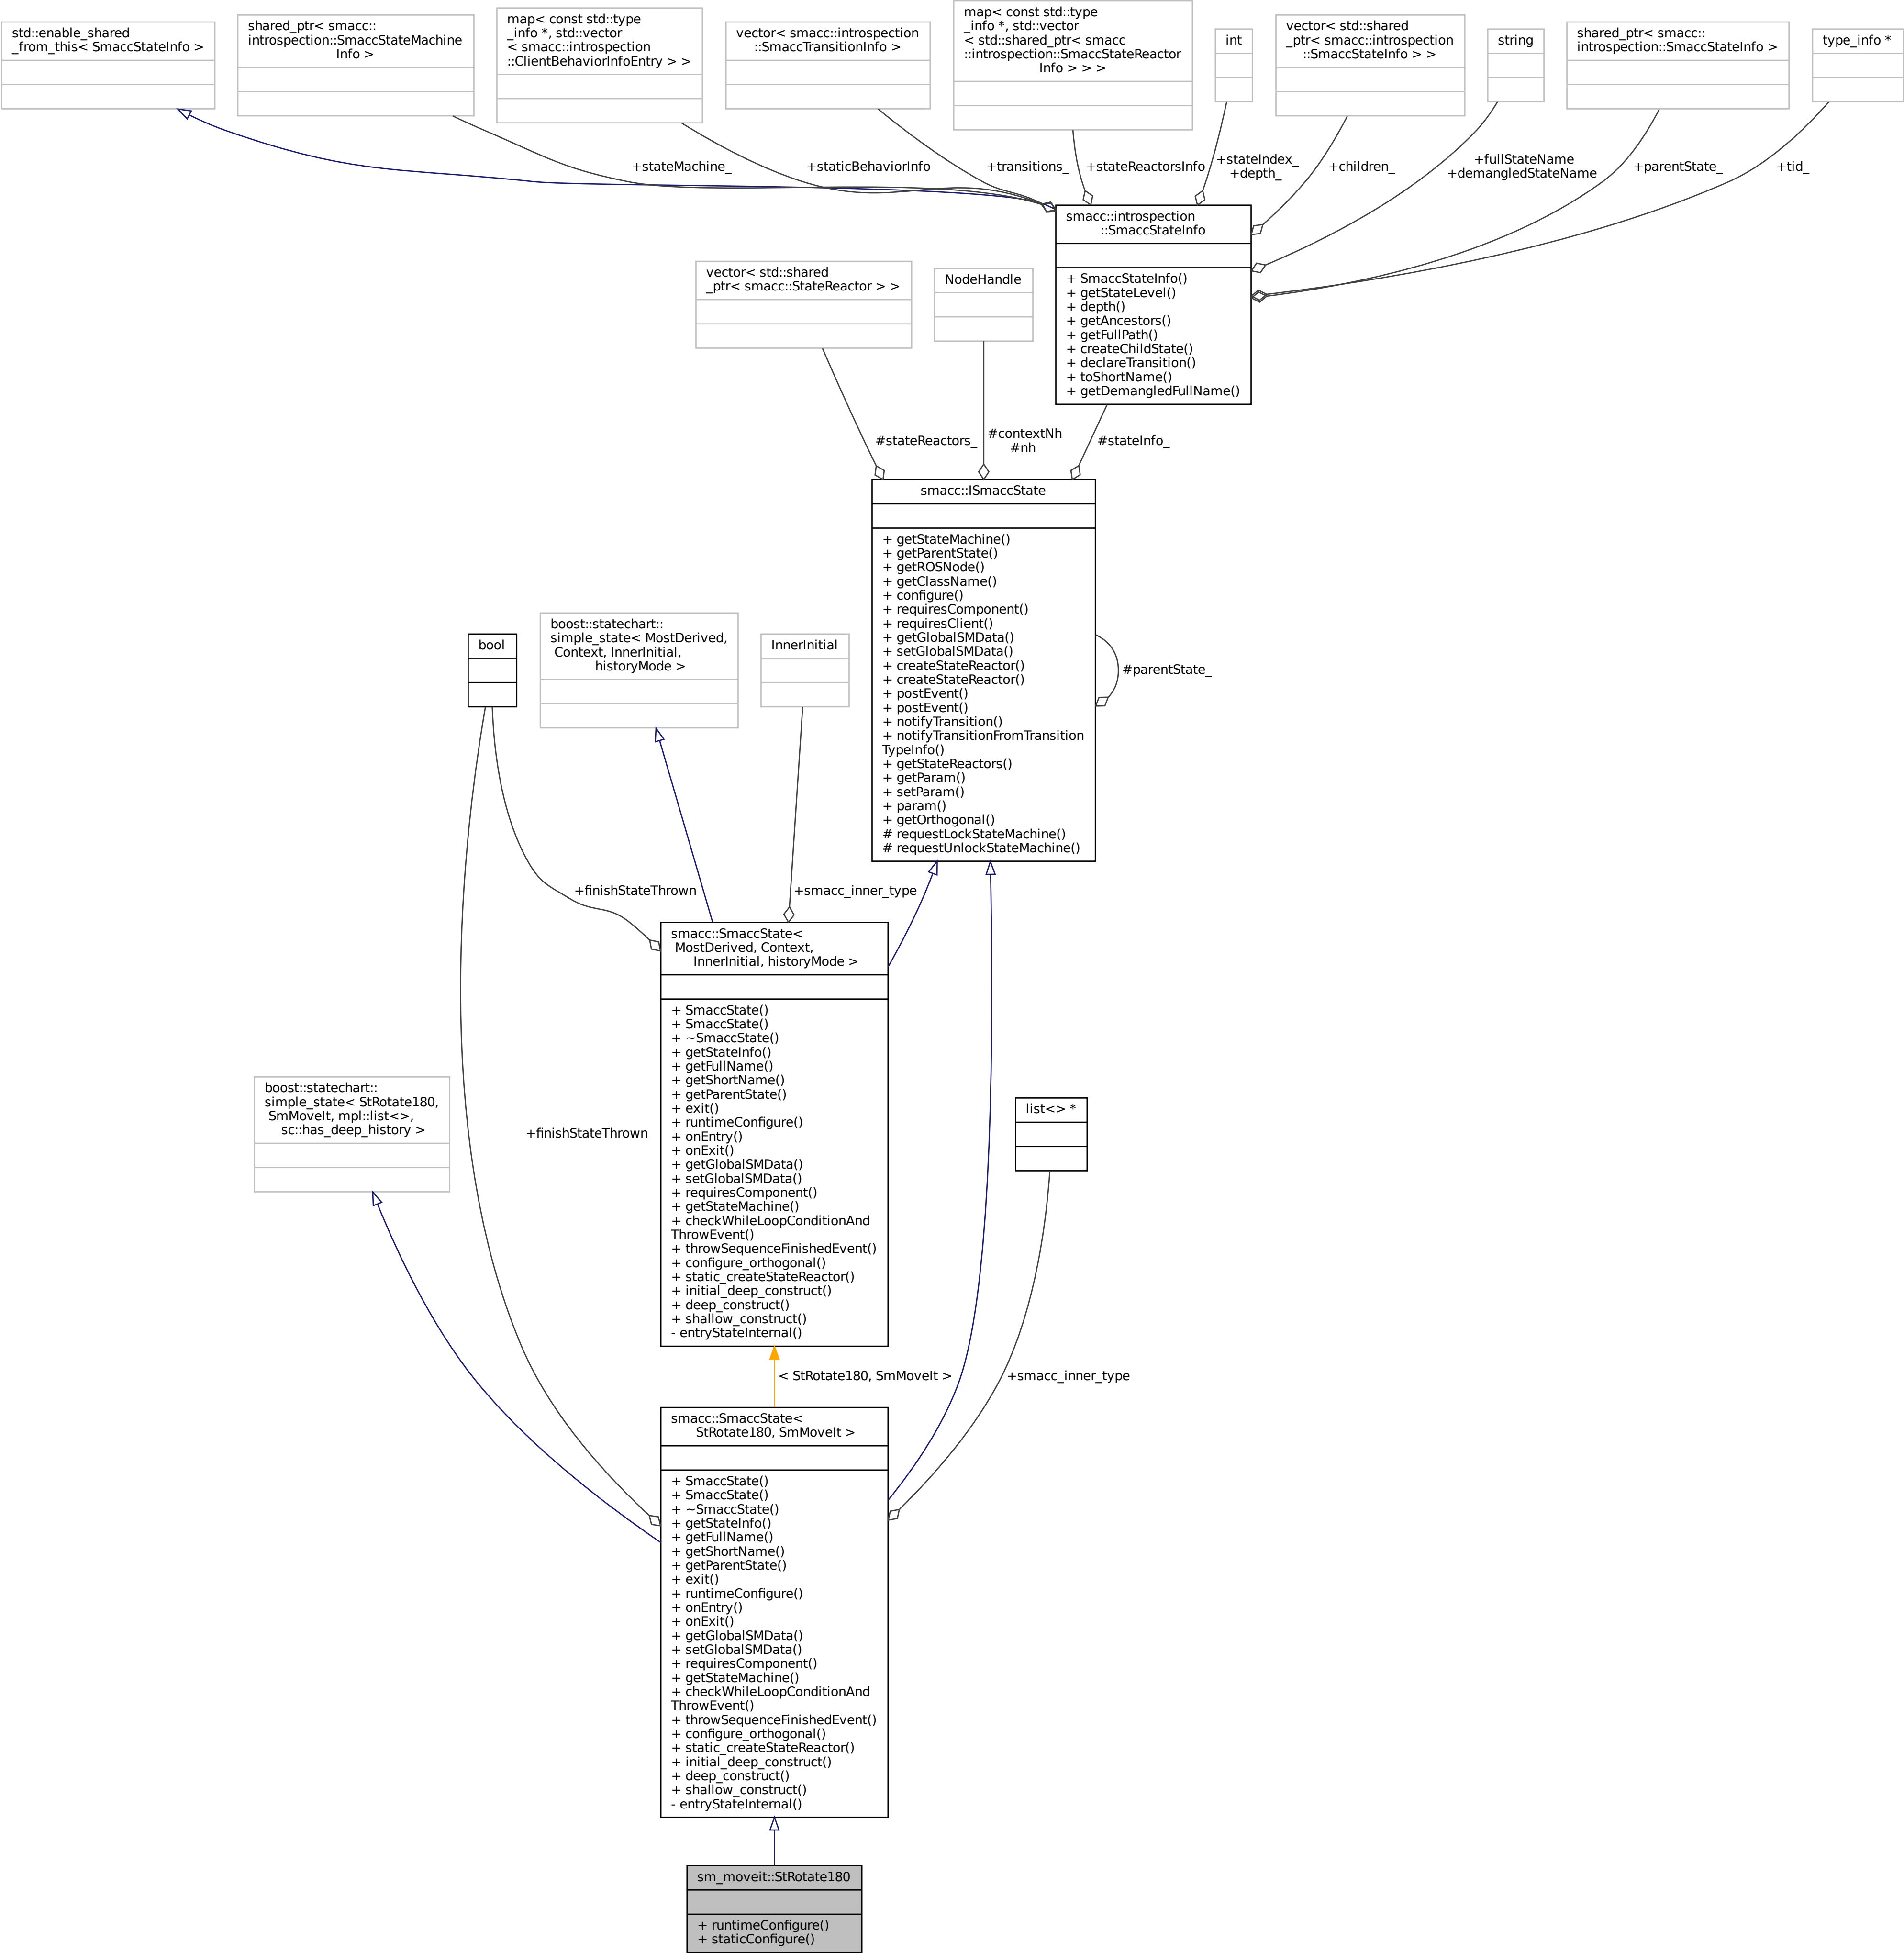 std::enable_shared
_from_this< SmaccStateInfo >
shared_ptr< smacc::
introspection::SmaccStateMachine
Info >
map< const std::type
_info *, std::vector
< smacc::introspection
::ClientBehaviorInfoEntry > >
vector< smacc::introspection
::SmaccTransitionInfo >
map< const std::type
_info *, std::vector
< std::shared_ptr< smacc
::introspection::SmaccStateReactor
Info > > >
int
vector< std::shared
_ptr< smacc::introspection
::SmaccStateInfo > >
string
shared_ptr< smacc::
introspection::SmaccStateInfo >
type_info *
+stateMachine_
+staticBehaviorInfo
+transitions_
+stateReactorsInfo
+stateIndex_
+depth_
+children_
+fullStateName
+demangledStateName
+parentState_
+tid_
smacc::introspection
::SmaccStateInfo
+ SmaccStateInfo()
+ getStateLevel()
+ depth()
+ getAncestors()
+ getFullPath()
+ createChildState()
+ declareTransition()
+ toShortName()
+ getDemangledFullName()
vector< std::shared
_ptr< smacc::StateReactor > >
NodeHandle
#stateReactors_
#contextNh
#nh
#stateInfo_
smacc::ISmaccState
+ getStateMachine()
+ getParentState()
+ getROSNode()
+ getClassName()
+ configure()
+ requiresComponent()
+ requiresClient()
+ getGlobalSMData()
+ setGlobalSMData()
+ createStateReactor()
+ createStateReactor()
+ postEvent()
+ postEvent()
+ notifyTransition()
+ notifyTransitionFromTransition
TypeInfo()
+ getStateReactors()
+ getParam()
+ setParam()
+ param()
+ getOrthogonal()
# requestLockStateMachine()
# requestUnlockStateMachine()
#parentState_
bool
boost::statechart::
simple_state< MostDerived,
Context, InnerInitial,
historyMode >
InnerInitial
+finishStateThrown
+smacc_inner_type
smacc::SmaccState<
MostDerived, Context,
InnerInitial, historyMode >
+ SmaccState()
+ SmaccState()
+ ~SmaccState()
+ getStateInfo()
+ getFullName()
+ getShortName()
+ getParentState()
+ exit()
+ runtimeConfigure()
+ onEntry()
+ onExit()
+ getGlobalSMData()
+ setGlobalSMData()
+ requiresComponent()
+ getStateMachine()
+ checkWhileLoopConditionAnd
ThrowEvent()
+ throwSequenceFinishedEvent()
+ configure_orthogonal()
+ static_createStateReactor()
+ initial_deep_construct()
+ deep_construct()
+ shallow_construct()
- entryStateInternal()
boost::statechart::
simple_state< StRotate180,
SmMoveIt, mpl::list<>,
sc::has_deep_history >
+finishStateThrown
list<> *
< StRotate180, SmMoveIt >
+smacc_inner_type
smacc::SmaccState<
StRotate180, SmMoveIt >
+ SmaccState()
+ SmaccState()
+ ~SmaccState()
+ getStateInfo()
+ getFullName()
+ getShortName()
+ getParentState()
+ exit()
+ runtimeConfigure()
+ onEntry()
+ onExit()
+ getGlobalSMData()
+ setGlobalSMData()
+ requiresComponent()
+ getStateMachine()
+ checkWhileLoopConditionAnd
ThrowEvent()
+ throwSequenceFinishedEvent()
+ configure_orthogonal()
+ static_createStateReactor()
+ initial_deep_construct()
+ deep_construct()
+ shallow_construct()
- entryStateInternal()
sm_moveit::StRotate180
+ runtimeConfigure()
+ staticConfigure()